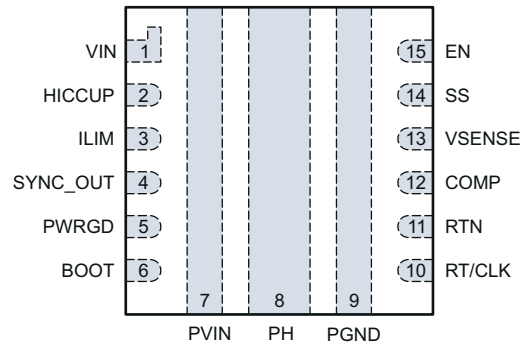 VIN 1 15 EN
HICCUP 2 14 SS
ILIM 3 13 VSENSE
SYNC_OUT 4 12 COMP
PWRGD 5 11 RTN
BOOT 6 10 RT/CLK
7 8 9
PVIN PH PGND